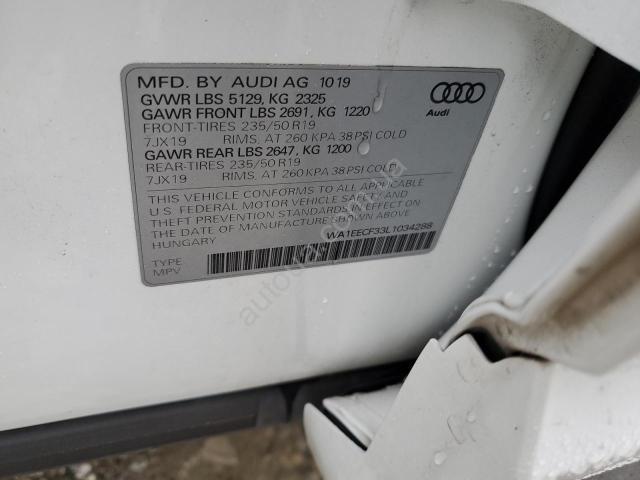 MFD. BY AUDI AG 10 19
GVWR LBS 5129, KG 2325
GAWR FRONT LBS 2691, KG 1220
FRONT-TIRES 235/50 R19
7JX19 RIMS, AT 260 KPA 38 PSI COLD
GAWR REAR LBS 2647, KG 1200
REAR-TIRES 235/50 R19
7JX19 RIMS, AT 260 KPA 38 PSI COLD
THIS VEHICLE CONFORMS TO ALL APPLICABLE
U.S FEDERAL MOTOR VEHICLE SAFETY AND
THEFT PREVENTION STANDARDS IN EFFECT ON
THE DATE OF MANUFACTURE SHOWN ABOVE
HUNGARY WA1EECF33L1034288
TYPE
MPV
Audi